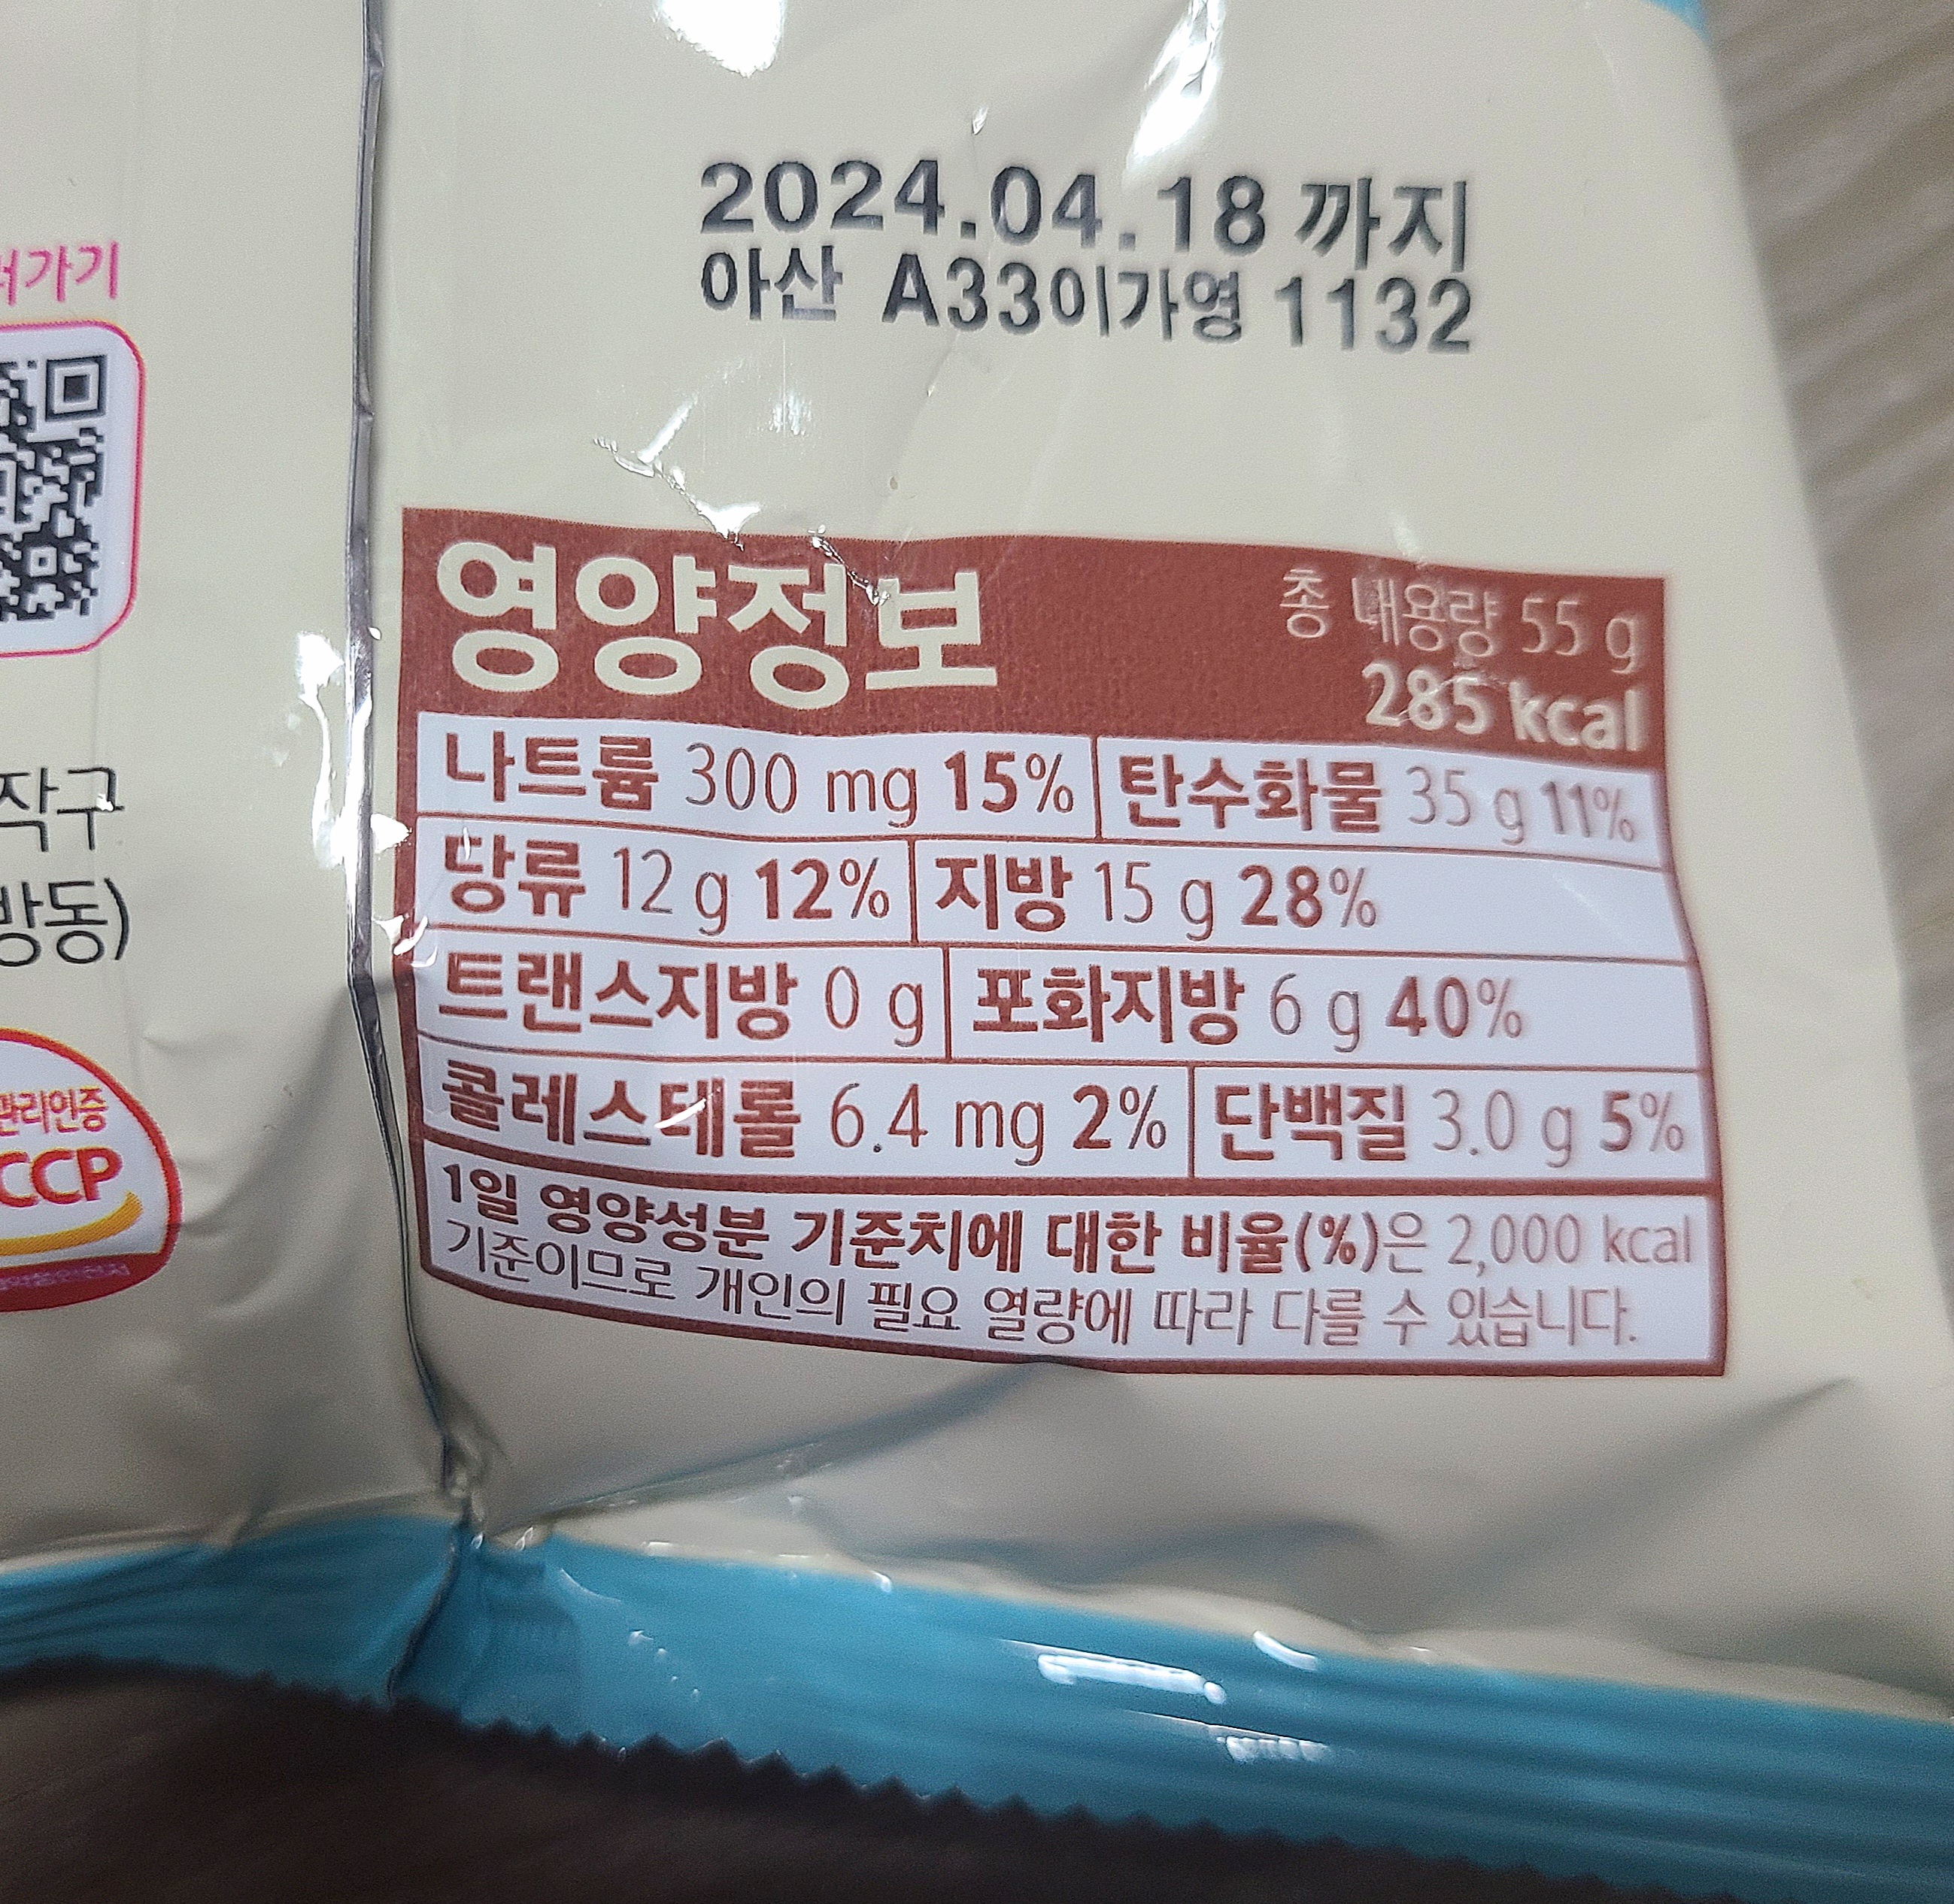 2024.04.18 까지
아산 A33이가영 1132
가기
작구
방동)
관리인증
CCP
영양정보
총 내용량 55 g
285 kcal
나트륨 300 mg 15% 탄수화물 35 g 11%
당류 12 g 12% 지방 15 g 28%
트랜스지방 0 g 포화지방 6 g 40%
콜레스테롤 6.4 mg 2% 단백질 3.0 g 5%
1일 영양성분 기준치에 대한 비율(%)은 2,000 kcal
기준이므로 개인의 필요 열량에 따라 다를 수 있습니다.